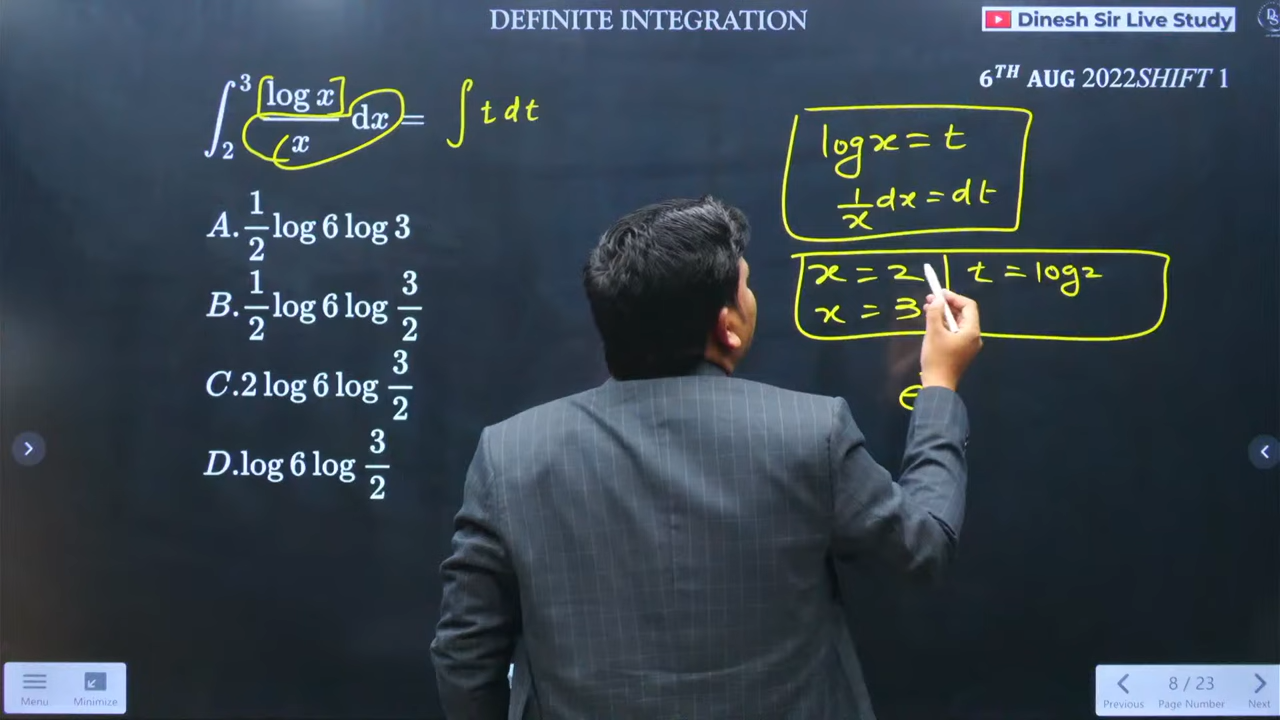 DEFINITE INTEGRATION
Dinesh Sir Live Study
6TH AUG 2022SHIFT 1
∫₂³ (log x / x) dx = ∫ t dt
A. 1/2 log 6 log 3
B. 1/2 log 6 log 3/2
C. 2 log 6 log 3/2
D. log 6 log 3/2
log x = t
1/x dx = dt
x = 2 | t = log 2
x = 3
e
Menu
Minimize
Previous
8 / 23
Page Number
Next